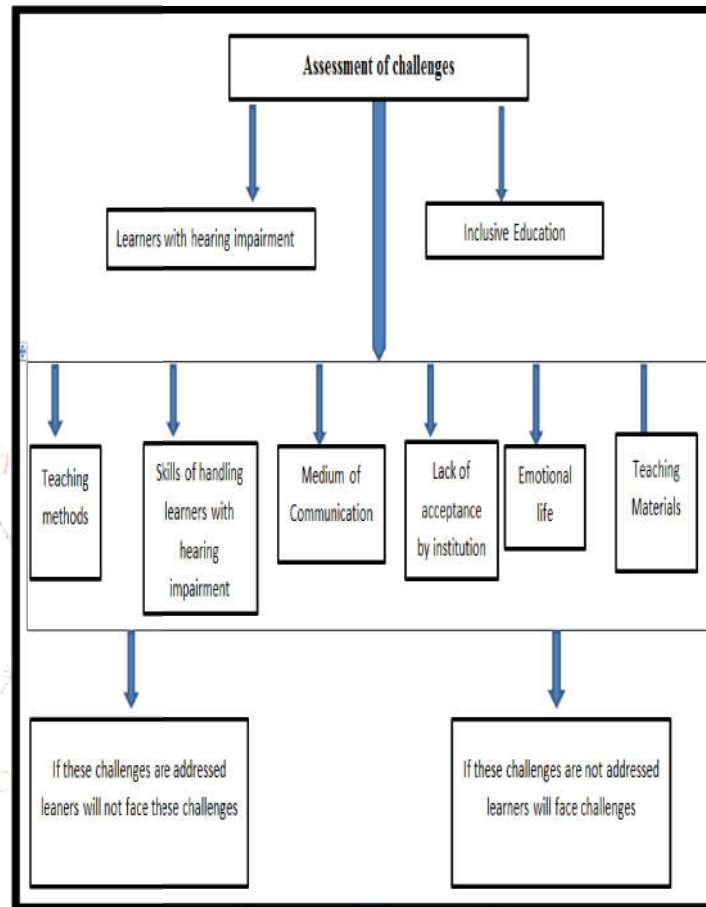 Assessment of challenges
Learners with hearing impairment
Inclusive Education
Teaching
methods
Skills of handling
learners with
hearing
impairment
Medium of
Communication
Lack of
acceptance
by institution
Emotional
life
Teaching
Materials
If these challenges are addressed
leaners will not face these challenges
If these challenges are not addressed
learners will face challenges